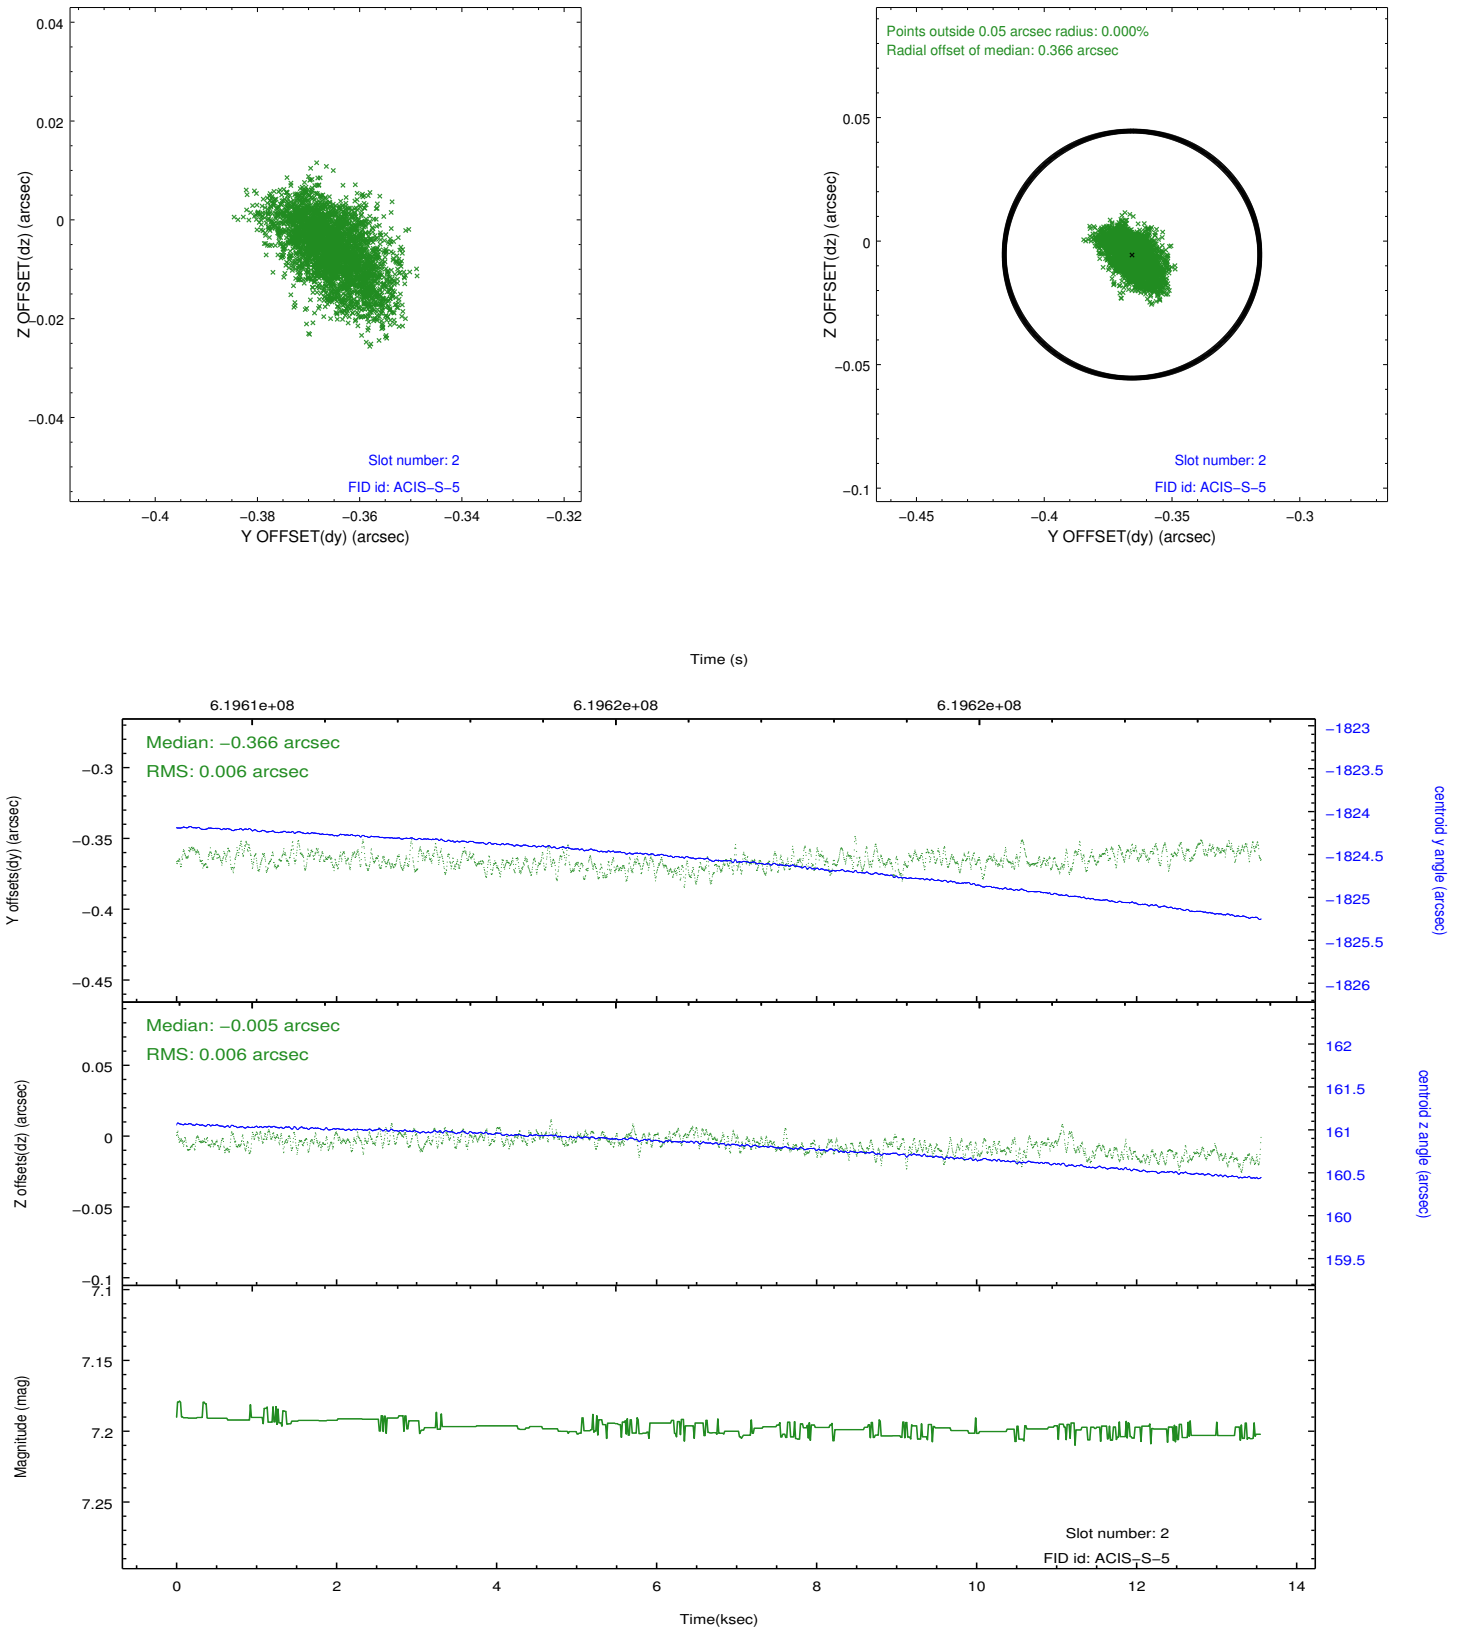 0.04
0.02
0
−0.02
−0.04
Z OFFSET(dz) (arcsec)
Slot number: 2
FID id: ACIS−S−5
−0.4
−0.38
−0.36
−0.34
−0.32
Y OFFSET(dy) (arcsec)
Points outside 0.05 arcsec radius: 0.000%
Radial offset of median: 0.366 arcsec
0.05
0
−0.05
−0.1
Z OFFSET(dz) (arcsec)
Slot number: 2
FID id: ACIS−S−5
−0.45
−0.4
−0.35
−0.3
Y OFFSET(dy) (arcsec)
Time (s)
6.1961e+08
6.1962e+08
6.1962e+08
Median: −0.366 arcsec
RMS: 0.006 arcsec
−0.3
−0.35
−0.4
−0.45
Y offsets(dy) (arcsec)
−1823
−1823.5
−1824
−1824.5
−1825
−1825.5
−1826
centroid y angle (arcsec)
Median: −0.005 arcsec
RMS: 0.006 arcsec
0.05
0
−0.05
−0.1
Z offsets(dz) (arcsec)
162
161.5
161
160.5
160
159.5
centroid z angle (arcsec)
7.1
7.15
7.2
7.25
Magnitude (mag)
Slot number: 2
FID id: ACIS−S−5
0
2
4
6
8
10
12
14
Time(ksec)